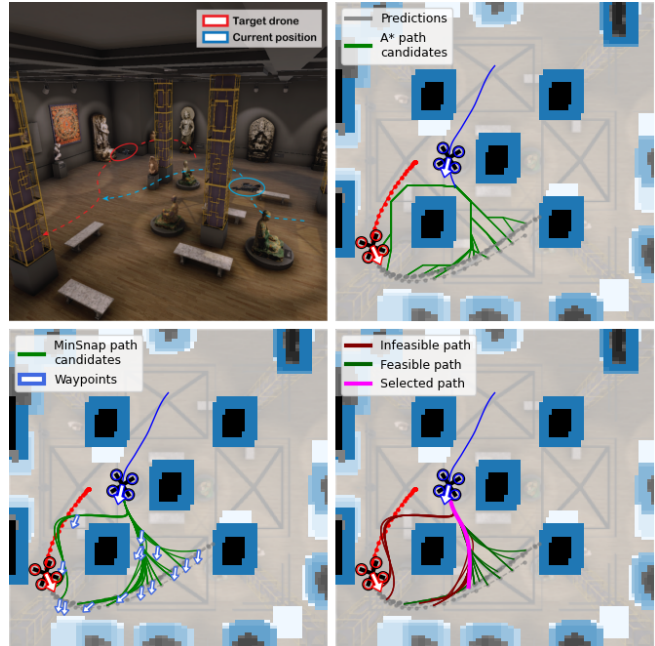 Target drone
Current position
Predictions
A* path
candidates
MinSnap path
candidates
Waypoints
Infeasible path
Feasible path
Selected path